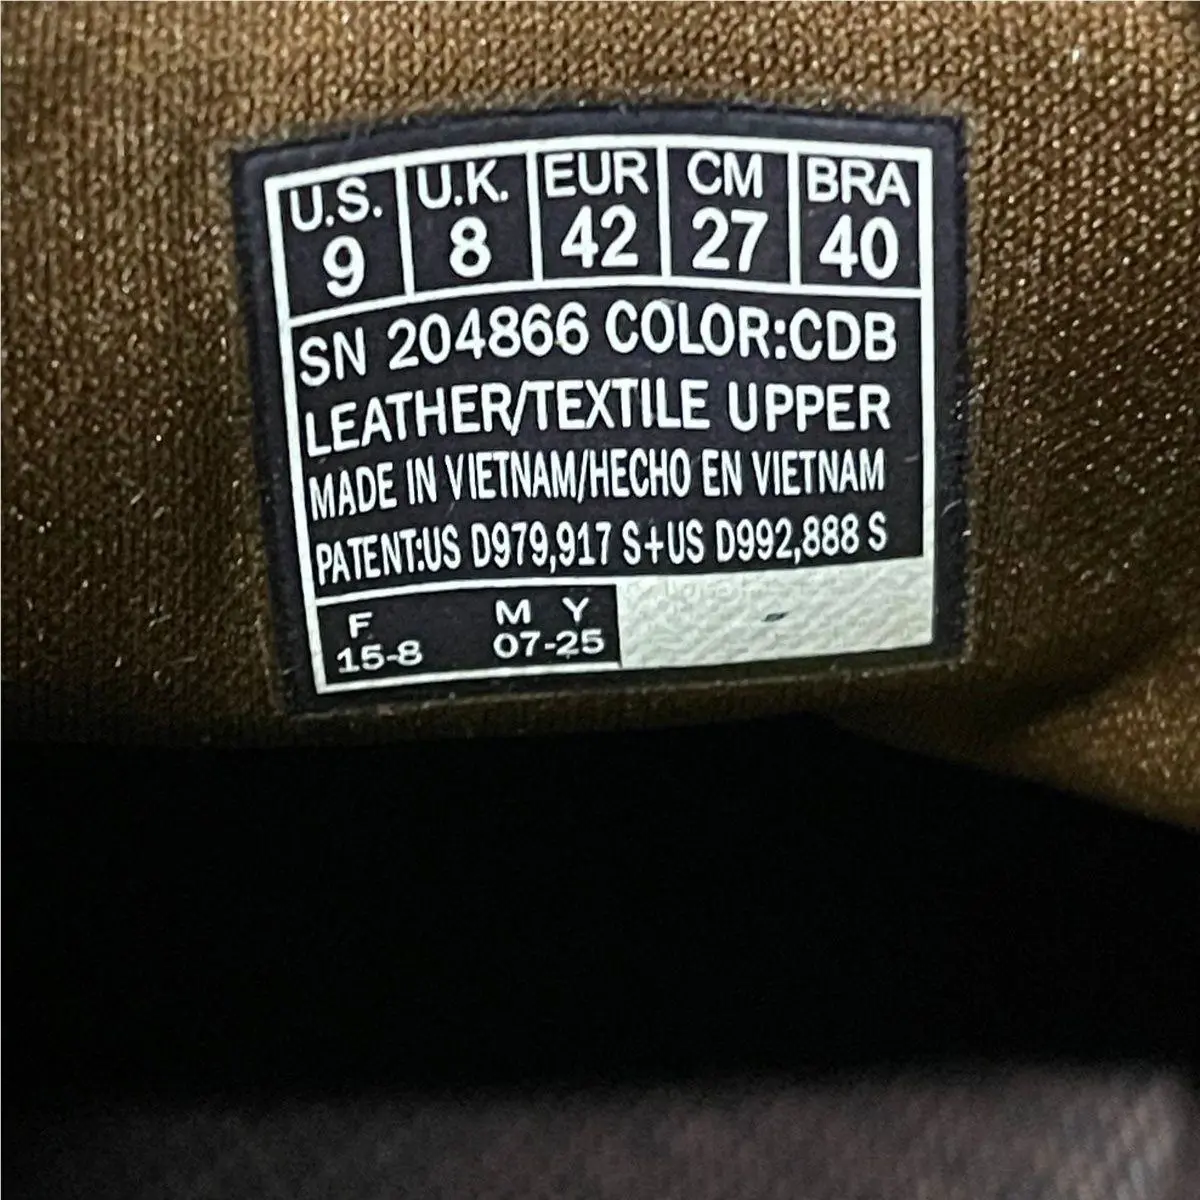 U.S. U.K. EUR CM BRA
9 8 42 27 40
SN 204866 COLOR:CDB
LEATHER/TEXTILE UPPER
MADE IN VIETNAM/HECHO EN VIETNAM
PATENT:US D979,917 S+US D992,888 S
F M Y
15-8 07-25